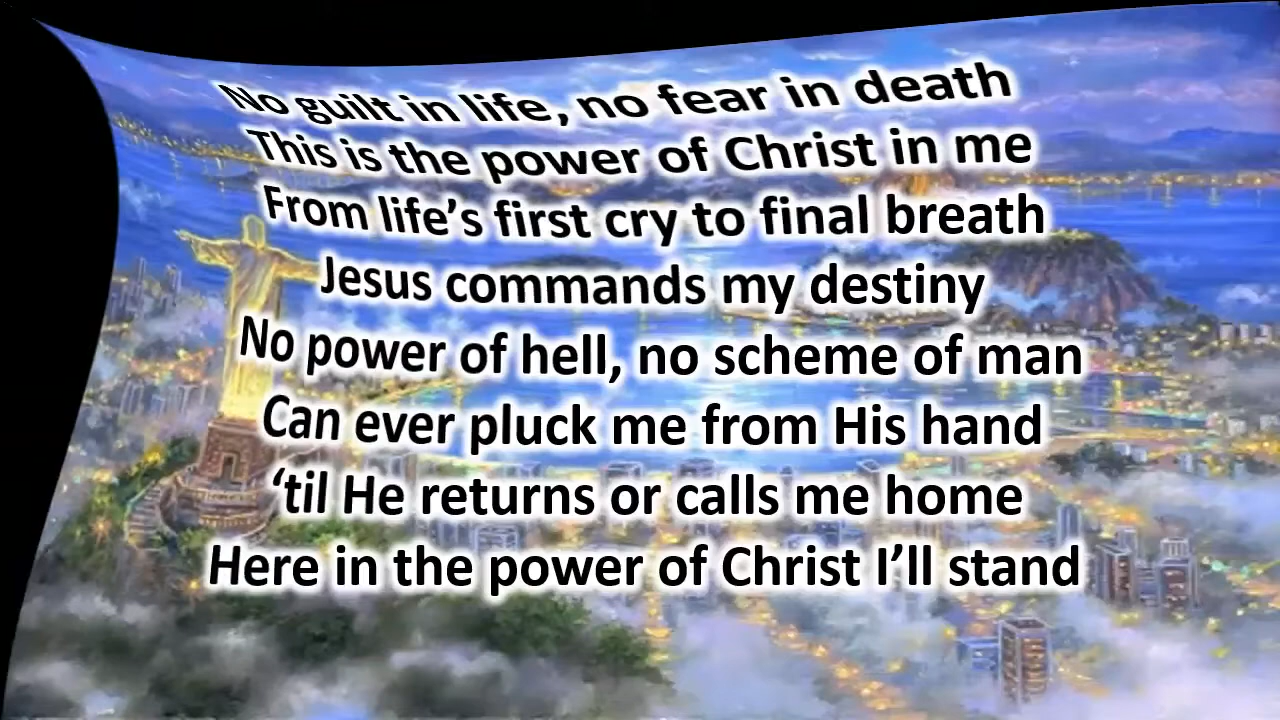 No guilt in life, no fear in death
This is the power of Christ in me
From life’s first cry to final breath
Jesus commands my destiny
No power of hell, no scheme of man
Can ever pluck me from His hand
‘til He returns or calls me home
Here in the power of Christ I’ll stand